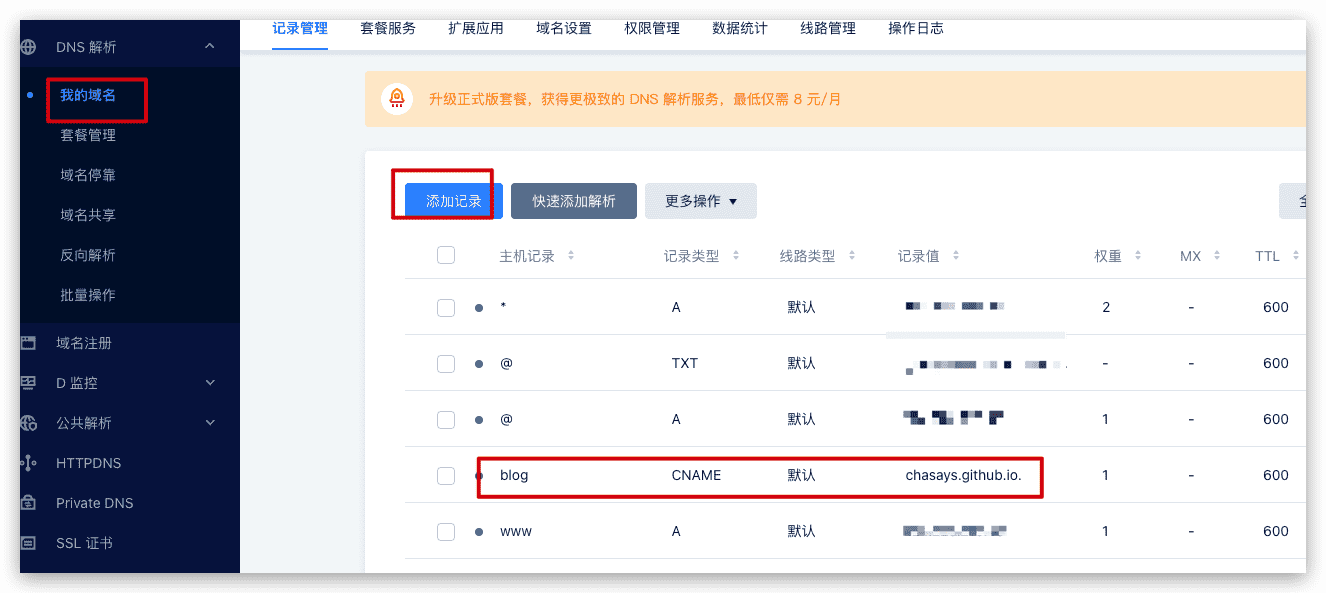 DNS 解析
我的域名
套餐管理
域名停靠
域名共享
反向解析
批量操作
域名注册
D 监控
公共解析
HTTPDNS
Private DNS
SSL 证书
记录管理 套餐服务 扩展应用 域名设置 权限管理 数据统计 线路管理 操作日志
升级正式版套餐，获得更极致的 DNS 解析服务，最低仅需 8 元/月
添加记录 快速添加解析 更多操作
主机记录 记录类型 线路类型 记录值 权重 MX TTL
* A 默认 2 - 600
@ TXT 默认 - - 600
@ A 默认 1 - 600
blog CNAME 默认 chasays.github.io. 1 - 600
www A 默认 1 - 600